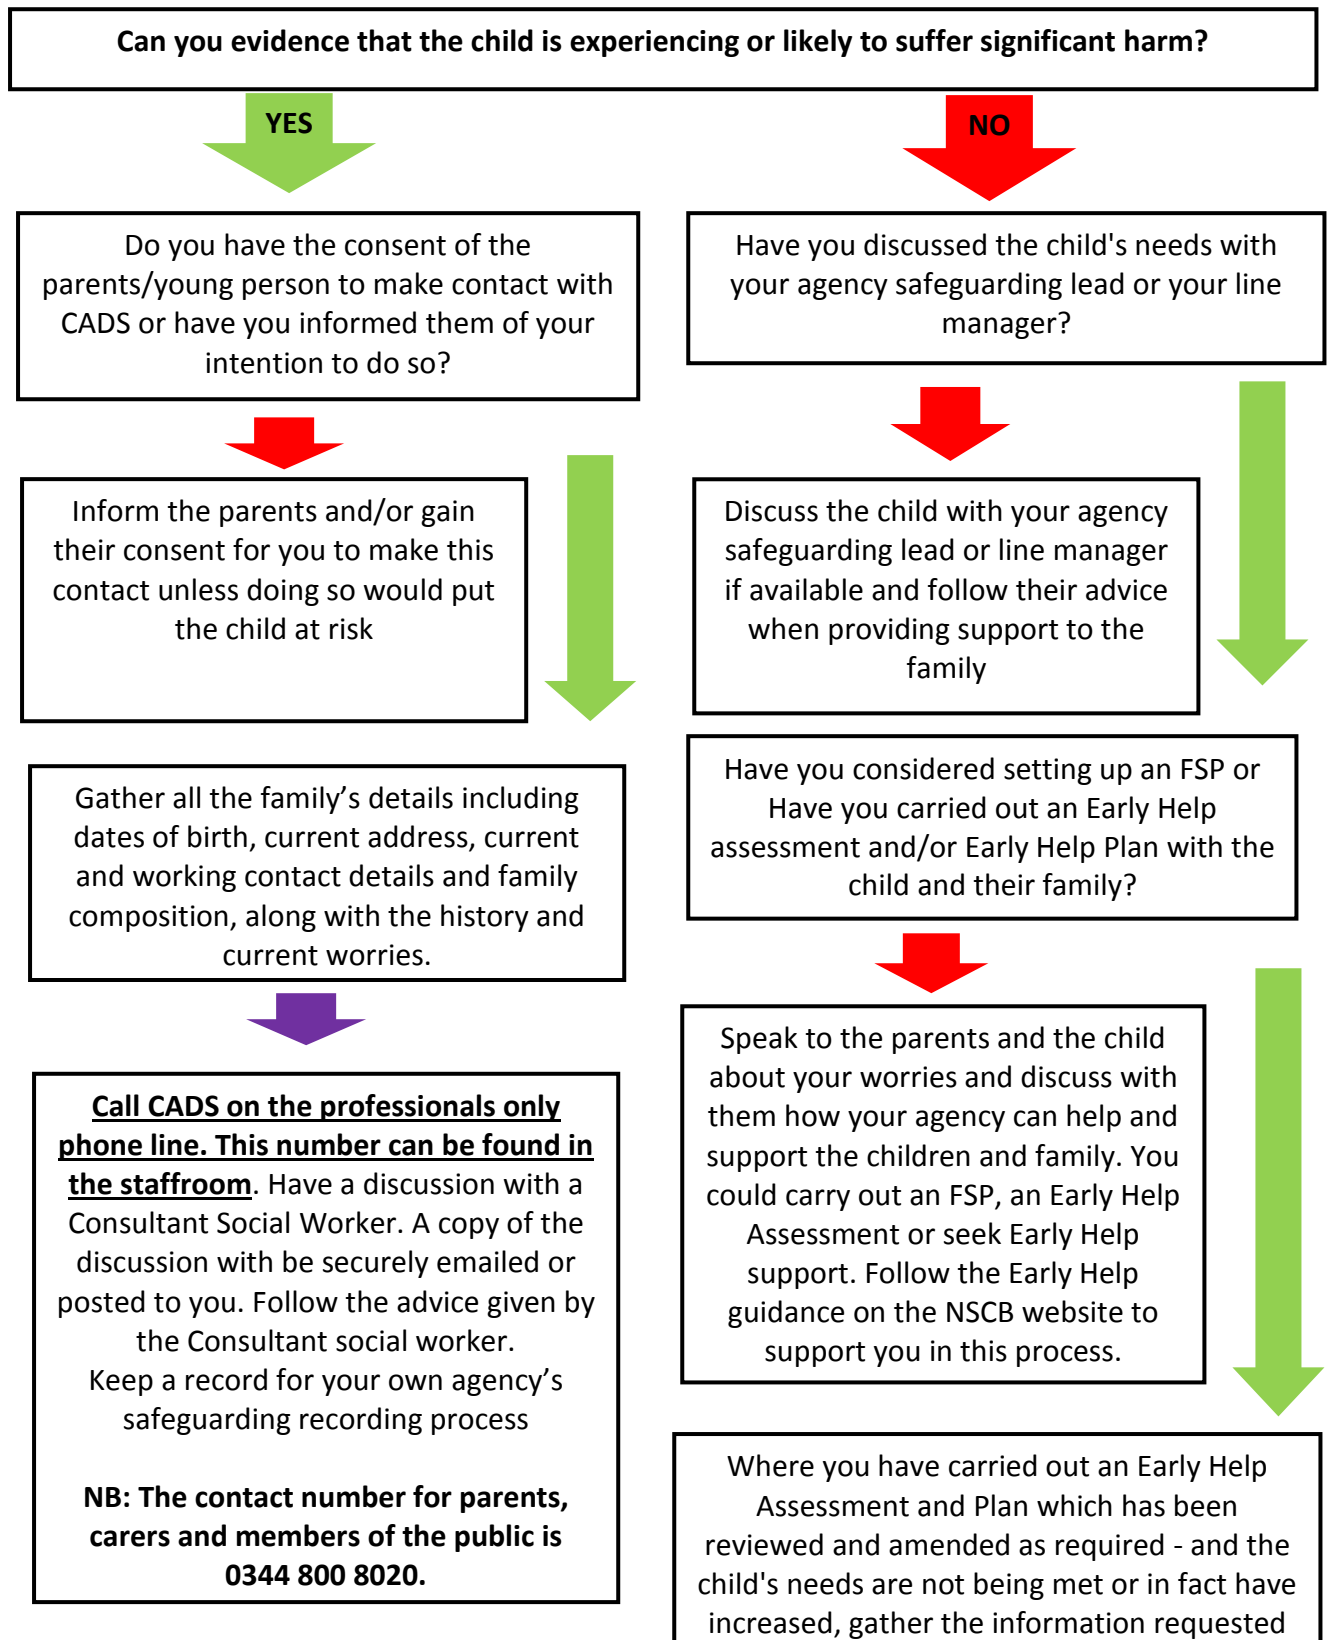 Can you evidence that the child is experiencing or likely to suffer significant harm?
YES
Do you have the consent of the
parents/young person to make contact with
CADS or have you informed them of your
intention to do so?
Inform the parents and/or gain
their consent for you to make this
contact unless doing so would put
the child at risk
Gather all the family’s details including
dates of birth, current address, current
and working contact details and family
composition, along with the history and
current worries.
Call CADS on the professionals only
phone line. This number can be found in
the staffroom. Have a discussion with a
Consultant Social Worker. A copy of the
discussion with be securely emailed or
posted to you. Follow the advice given by
the Consultant social worker.
Keep a record for your own agency’s
safeguarding recording process
NB: The contact number for parents,
carers and members of the public is
0344 800 8020.
NO
Have you discussed the child's needs with
your agency safeguarding lead or your line
manager?
Discuss the child with your agency
safeguarding lead or line manager
if available and follow their advice
when providing support to the
family
Have you considered setting up an FSP or
Have you carried out an Early Help
assessment and/or Early Help Plan with the
child and their family?
Speak to the parents and the child
about your worries and discuss with
them how your agency can help and
support the children and family. You
could carry out an FSP, an Early Help
Assessment or seek Early Help
support. Follow the Early Help
guidance on the NSCB website to
support you in this process.
Where you have carried out an Early Help
Assessment and Plan which has been
reviewed and amended as required - and the
child's needs are not being met or in fact have
increased, gather the information requested